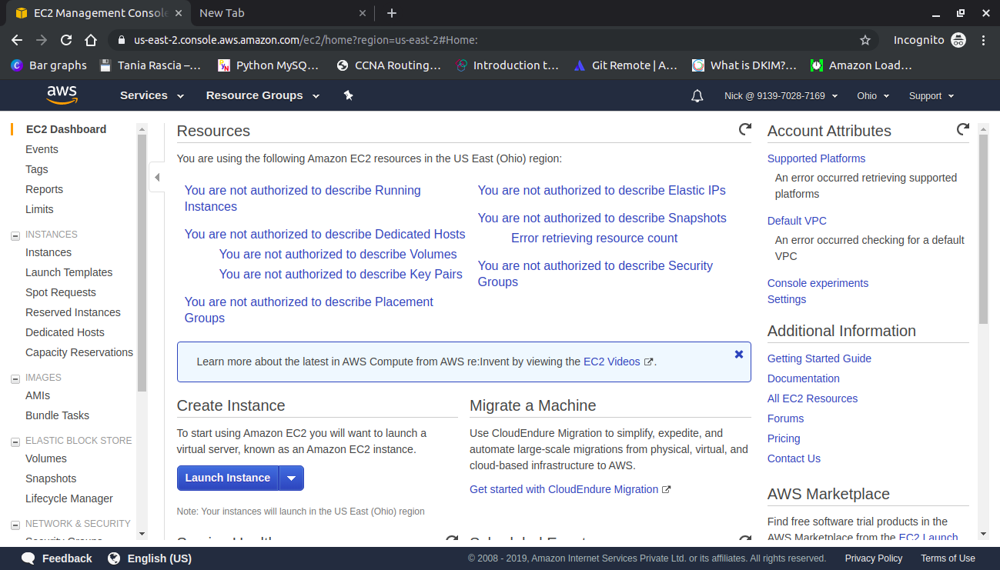 EC2 Management Console
New Tab
us-east-2.console.aws.amazon.com/ec2/home?region=us-east-2#Home:
Incognito
Bar graphs
Tania Rascia –...
Python MySQ...
CCNA Routing...
Introduction t...
Git Remote | A...
What is DKIM?...
Amazon Load...
aws
Services
Resource Groups
Nick @ 9139-7028-7169
Ohio
Support
EC2 Dashboard
Events
Tags
Reports
Limits
INSTANCES
Instances
Launch Templates
Spot Requests
Reserved Instances
Dedicated Hosts
Capacity Reservations
IMAGES
AMIs
Bundle Tasks
ELASTIC BLOCK STORE
Volumes
Snapshots
Lifecycle Manager
NETWORK & SECURITY
Security Groups
Resources
You are using the following Amazon EC2 resources in the US East (Ohio) region:
You are not authorized to describe Running
Instances
You are not authorized to describe Dedicated Hosts
You are not authorized to describe Volumes
You are not authorized to describe Key Pairs
You are not authorized to describe Placement
Groups
You are not authorized to describe Elastic IPs
You are not authorized to describe Snapshots
Error retrieving resource count
You are not authorized to describe Security
Groups
Learn more about the latest in AWS Compute from AWS re:Invent by viewing the EC2 Videos .
Create Instance
To start using Amazon EC2 you will want to launch a
virtual server, known as an Amazon EC2 instance.
Launch Instance
Note: Your instances will launch in the US East (Ohio) region
Migrate a Machine
Use CloudEndure Migration to simplify, expedite, and
automate large-scale migrations from physical, virtual, and
cloud-based infrastructure to AWS.
Get started with CloudEndure Migration
Service Health
Scheduled Events
Account Attributes
Supported Platforms
An error occurred retrieving supported
platforms
Default VPC
An error occurred checking for a default
VPC
Console experiments
Settings
Additional Information
Getting Started Guide
Documentation
All EC2 Resources
Forums
Pricing
Contact Us
AWS Marketplace
Find free software trial products in the
AWS Marketplace from the EC2 Launch
Feedback
English (US)
© 2008 - 2019, Amazon Internet Services Private Ltd. or its affiliates. All rights reserved.
Privacy Policy
Terms of Use